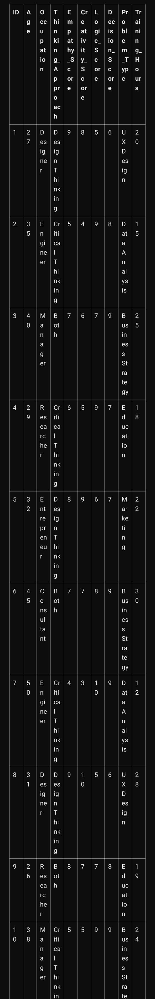 ID Age Occupation Thinking_Approach Empathy_Score Creativity_Score Logic_Score Decision_Score Problem_Type Training_Hours
1 27 Designer Design Thinking 9 8 5 6 UX Design 20
2 35 Engineer Critical Thinking 5 4 9 8 Data Analysis 15
3 40 Manager Both 7 6 7 9 Business Strategy 25
4 29 Researcher Critical Thinking 6 5 9 7 Education 18
5 32 Entrepreneur Design Thinking 8 9 6 7 Marketing 22
6 45 Consultant Both 7 7 8 9 Business Strategy 30
7 50 Engineer Critical Thinking 4 3 10 9 Data Analysis 12
8 31 Designer Design Thinking 9 10 5 6 UX Design 28
9 26 Researcher Both 8 7 7 8 Education 19
10 38 Manager Critical Thinkin 5 5 9 9 Business Strate 24